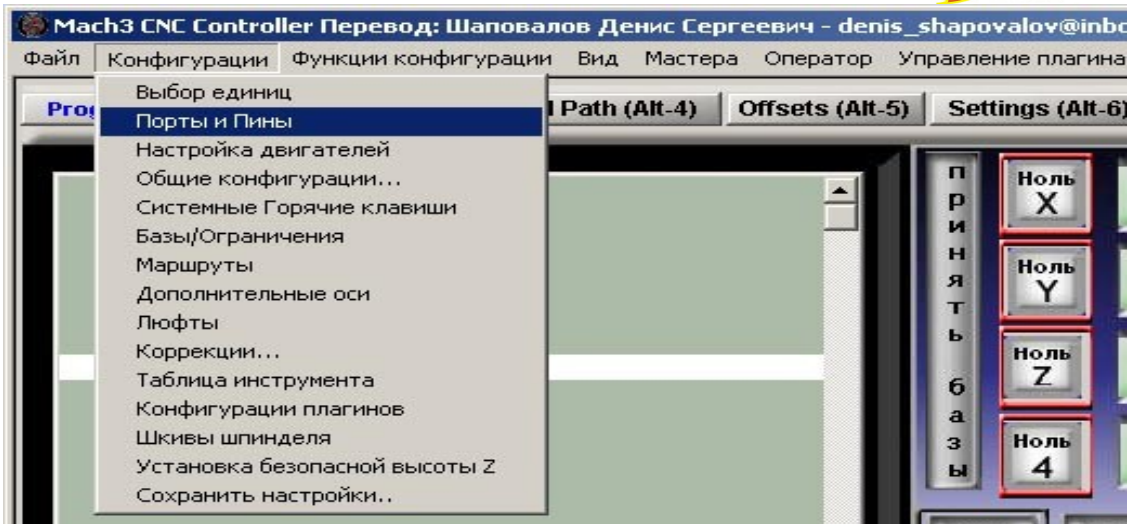 Mach3 CNC Controller Перевод: Шаповалов Денис Сергеевич - denis_shapovalov@inbo
Файл Конфигурации Функции конфигурации Вид Мастера Оператор Управление плагина
Path (Alt-4) Offsets (Alt-5) Settings (Alt-6)
Выбор единиц
Порты и Пины
Настройка двигателей
Общие конфигурации...
Системные Горячие клавиши
Базы/Ограничения
Маршруты
Дополнительные оси
Люфты
Коррекции...
Таблица инструмента
Конфигурации плагинов
Шкивы шпинделя
Установка безопасной высоты Z
Сохранить настройки..
Принять базы
Ноль
X
Ноль
Y
Ноль
Z
Ноль
4